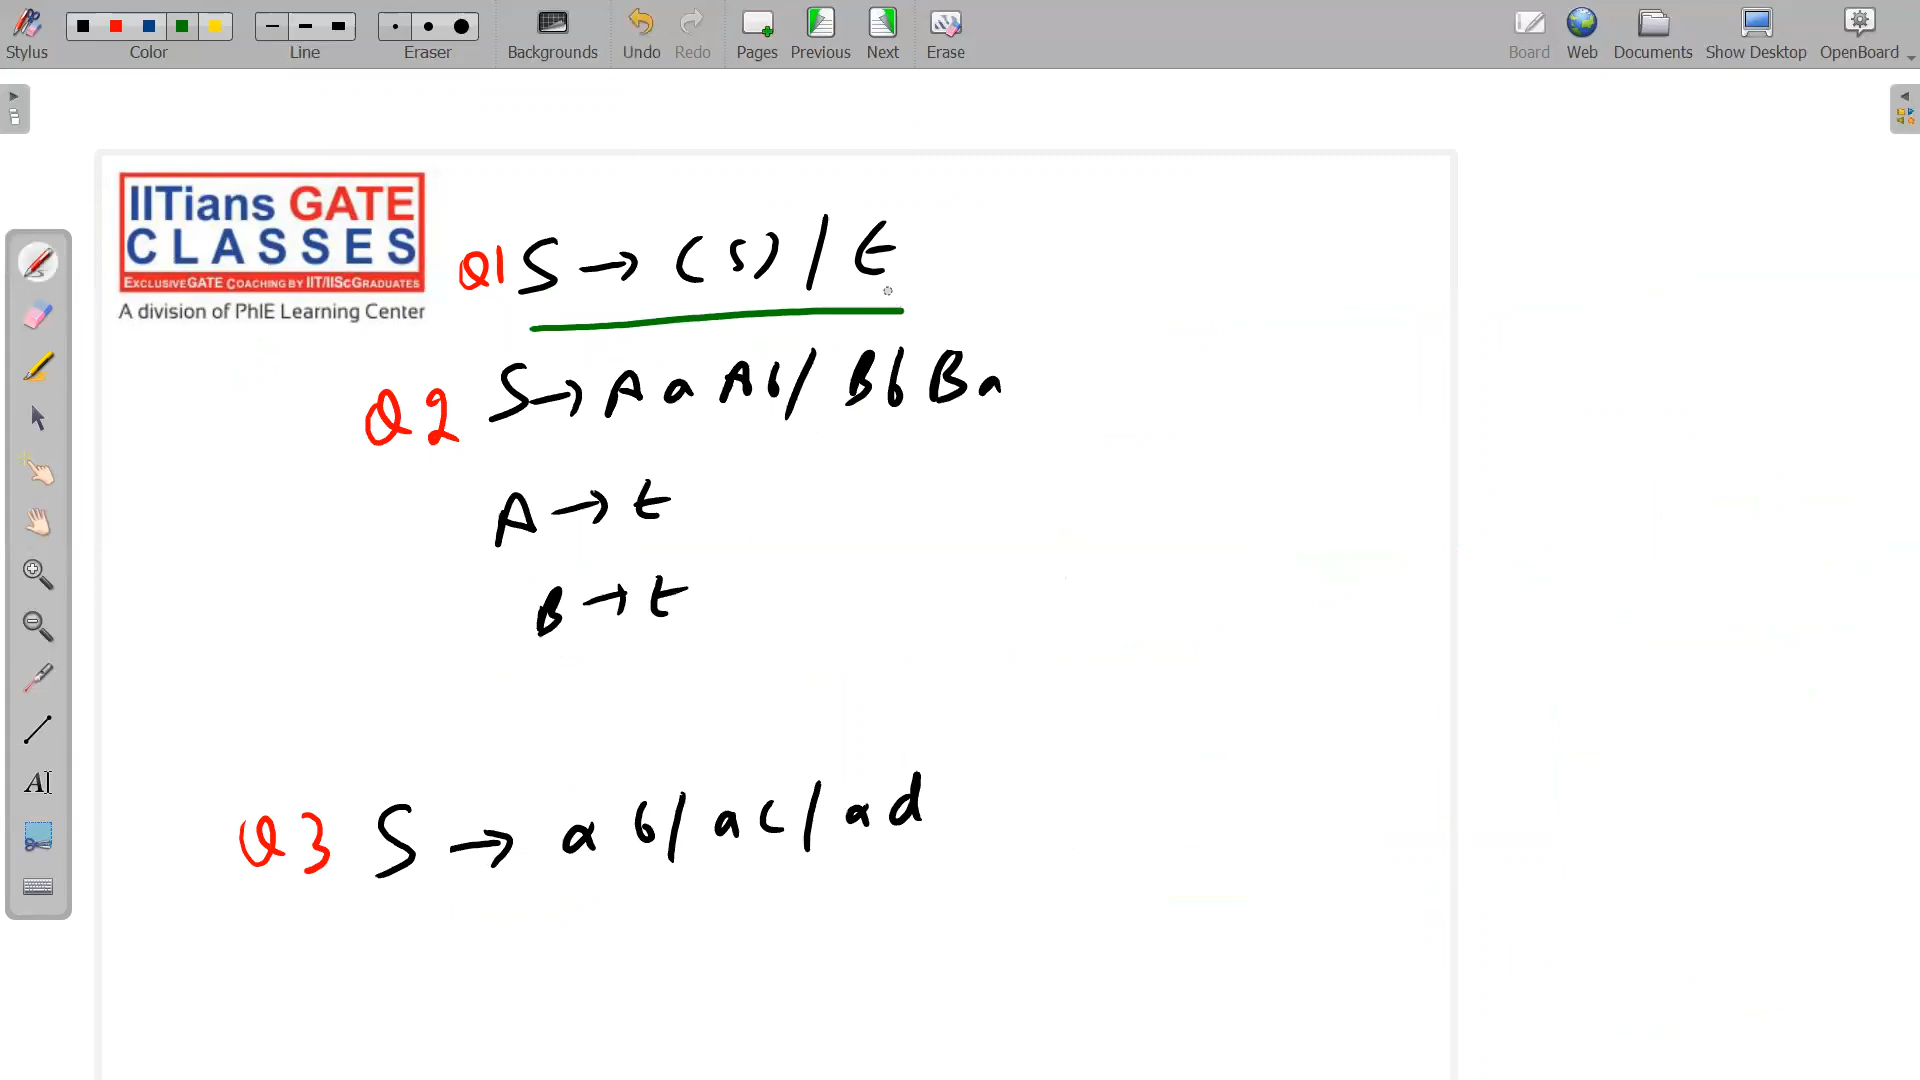 Stylus Color Line Eraser Backgrounds Undo Redo Pages Previous Next Erase Board Web Documents Show Desktop OpenBoard
IITians GATE
CLASSES
EXCLUSIVE GATE COACHING BY IIT/IISc GRADUATES
A division of PhIE Learning Center
Q1 S → (S) / ε
Q2 S → A a A b / B b B a
A → ε
B → ε
Q3 S → a b / a c / a d